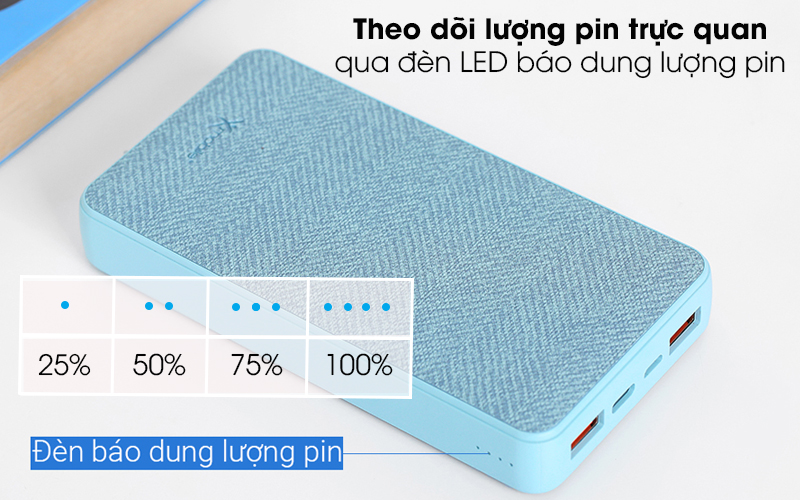 Theo dõi lượng pin trực quan
qua đèn LED báo dung lượng pin
25% 50% 75% 100%
Đèn báo dung lượng pin